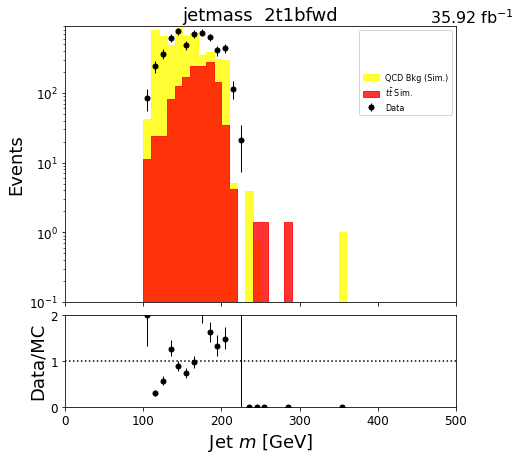 jetmass 2t1bfwd
35.92 fb⁻¹
QCD Bkg (Sim.)
tt̄ Sim.
Data
Events
10²
10¹
10⁰
10⁻¹
Data/MC
2
1
0
0 100 200 300 400 500
Jet m [GeV]